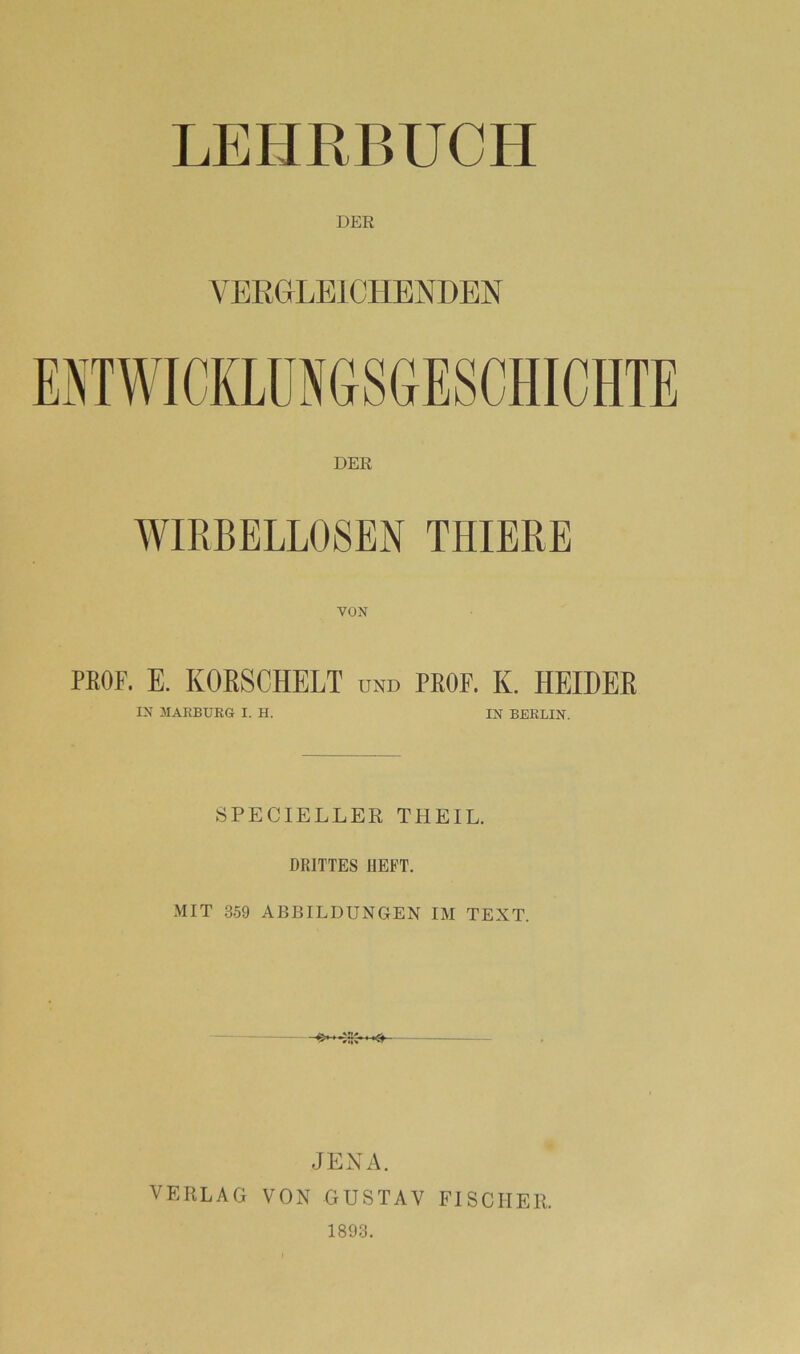 LEHRBUCH
DER
VERGLEICHENDEN
ENTWICKLUNGSGESCHICHTE
DER
WIRBELLOSEN THIERE
VON
PROF. E. KORSCHELT UND PROF. K. HEIDER
IN MARBURG I. H. IN BERLIN.
SPECIELLER THEIL.
DRITTES HEFT.
MIT 359 ABBILDUNGEN IM TEXT.
JENA.
VERLAG VON GUSTAV FISCHER.
1893.